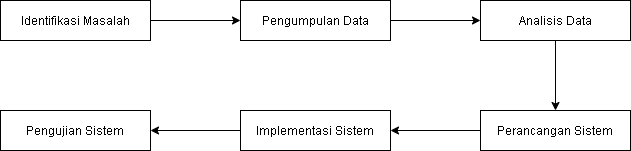 Identifikasi Masalah
Pengumpulan Data
Analisis Data
Perancangan Sistem
Implementasi Sistem
Pengujian Sistem